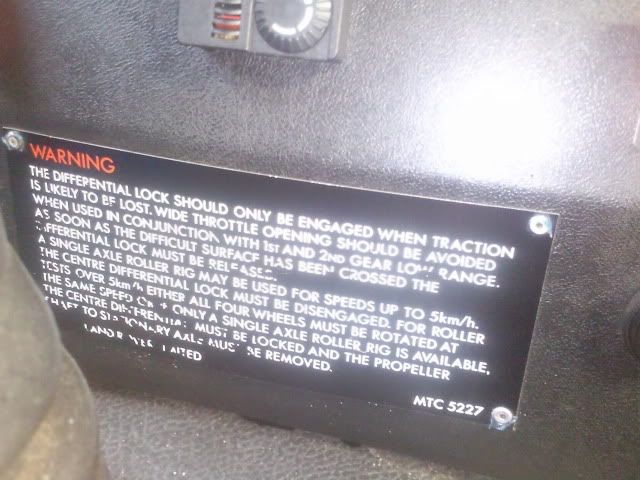 WARNING
THE DIFFERENTIAL LOCK SHOULD ONLY BE ENGAGED WHEN TRACTION
IS LIKELY TO BE LOST. WIDE THROTTLE OPENING SHOULD BE AVOIDED
WHEN USED IN CONJUNCTION WITH 1ST AND 2ND GEAR LOW RANGE.
AS SOON AS THE DIFFICULT SURFACE HAS BEEN CROSSED THE
DIFFERENTIAL LOCK MUST BE RELEASED.
A SINGLE AXLE ROLLER RIG MAY BE USED FOR SPEEDS UP TO 5km/h.
THE CENTRE DIFFERENTIAL LOCK MUST BE DISENGAGED. FOR ROLLER
TESTS OVER 5km/h EITHER ALL FOUR WHEELS MUST BE ROTATED AT
THE SAME SPEED OR IF ONLY A SINGLE AXLE ROLLER RIG IS AVAILABLE,
THE CENTRE DIFFERENTIAL MUST BE LOCKED AND THE PROPELLER
SHAFT TO STATIONARY AXLE MUST BE REMOVED.
LAND ROVER LIMITED
MTC 5227